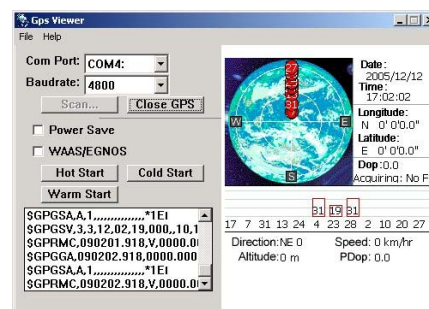 Gps Viewer
File Help
Com Port: COM4:
Baudrate: 4800
Scan... Close GPS
Power Save
WAAS/EGNOS
Hot Start Cold Start
Warm Start
$GPGSA,A,1,,,,,,,,,,,,,,,*1E
$GPGSV,3,3,12,02,19,000,,10,1
$GPRMC,090201.918,V,0000.0
$GPGGA,090202.918,0000.000
$GPGSA,A,1,,,,,,,,,,,,,,,*1E
$GPRMC,090202.918,V,0000.
27
31
W E
S
Date:
2005/12/12
Time:
17:02:02
Longitude:
N 0' 0'0.0"
Latitude:
E 0' 0'0.0"
Dop:0.0
Acquiring: No F
31 19 31
17 7 31 13 24 4 23 28 2 10 20 27
Direction:NE 0 Speed: 0 km/hr
Altitude:0 m PDop: 0.0